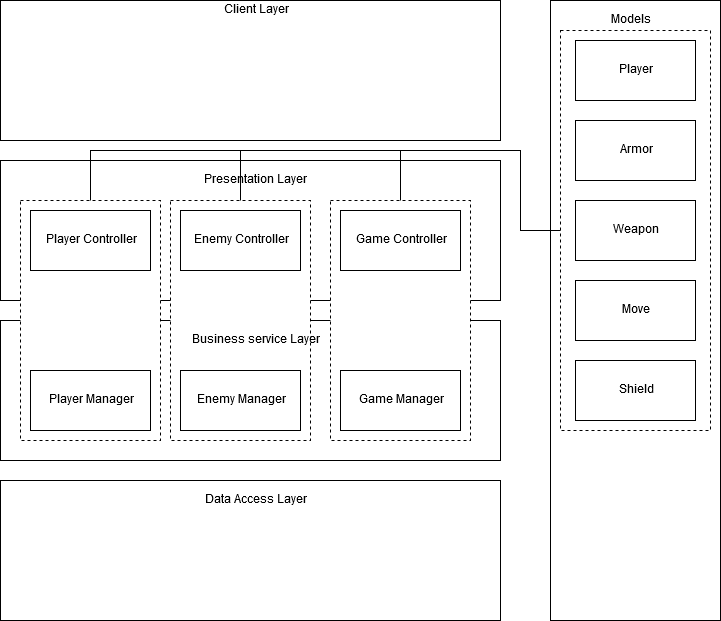 Client Layer
Presentation Layer
Player Controller
Enemy Controller
Game Controller
Business service Layer
Player Manager
Enemy Manager
Game Manager
Data Access Layer
Models
Player
Armor
Weapon
Move
Shield